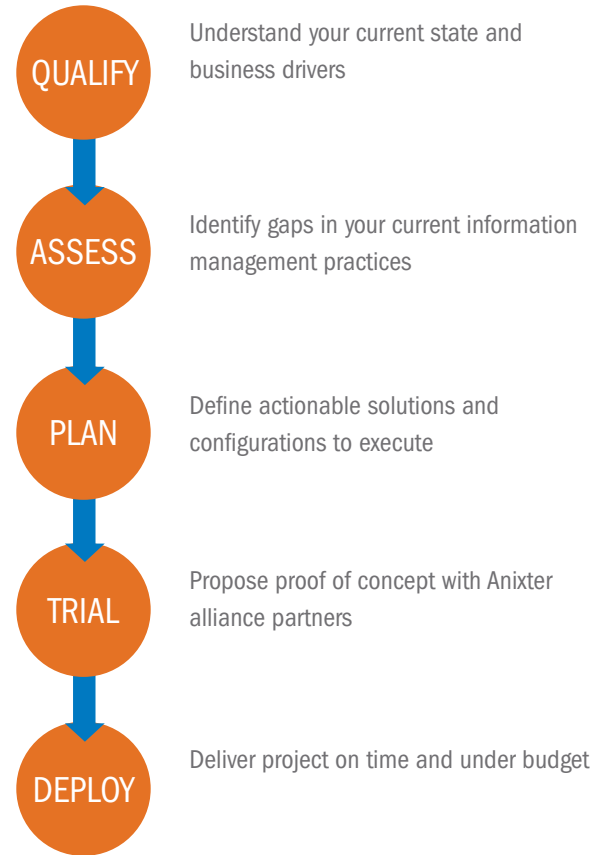 QUALIFY
Understand your current state and
business drivers
ASSESS
Identify gaps in your current information
management practices
PLAN
Define actionable solutions and
configurations to execute
TRIAL
Propose proof of concept with Anixter
alliance partners
DEPLOY
Deliver project on time and under budget